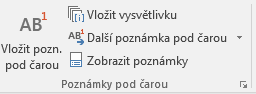 AB1
Vložit pozn.
pod čarou
[i] Vložit vysvětlivku
AB1 Další poznámka pod čarou
Zobrazit poznámky
Poznámky pod čarou